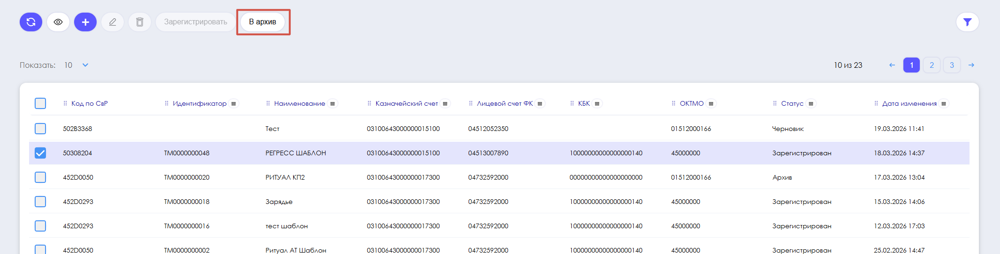 Зарегистрировать В архив
Показать: 10 10 из 23 1 2 3
Код по СвР Идентификатор Наименование Казначейский счет Лицевой счет ФК КБК ОКТМО Статус Дата изменения
502B3368 Тест 03100643000000015100 04512052350 01512000166 Черновик 19.03.2026 11:41
50308204 TM0000000048 РЕГРЕСС ШАБЛОН 03100643000000015100 04513007890 10000000000000000140 45000000 Зарегистрирован 18.03.2026 14:37
452D0050 TM0000000020 РИТУАЛ КП2 03100643000000017300 04732592000 00000000000000000000 01512000166 Архив 17.03.2026 13:04
452D0293 TM0000000018 Зарядье 03100643000000017300 04732592000 10000000000000000140 45000000 Зарегистрирован 15.03.2026 14:06
452D0293 TM0000000016 тест шаблон 03100643000000017300 04732592000 10000000000000000140 45000000 Зарегистрирован 12.03.2026 17:03
452D0050 TM0000000002 Ритуал АТ Шаблон 03100643000000017300 04732592000 10000000000000000140 45000000 Зарегистрирован 25.02.2026 14:47